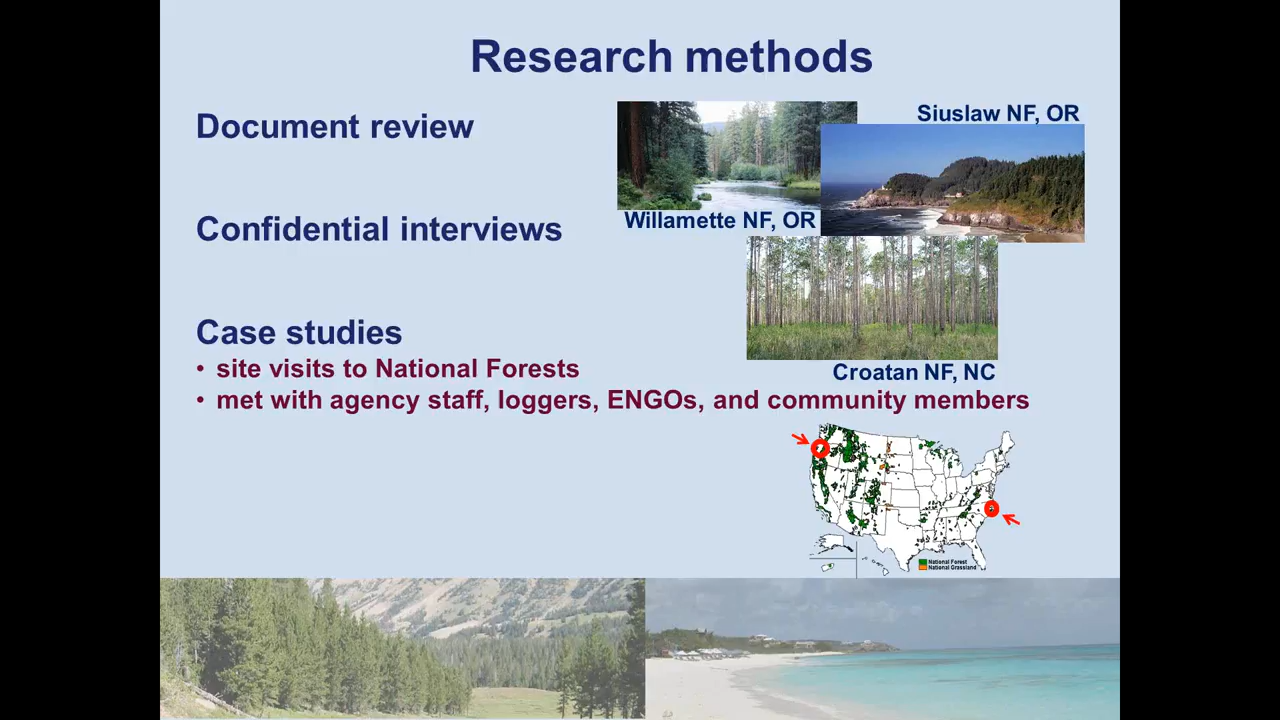 Research methods
Document review
Siuslaw NF, OR
Willamette NF, OR
Confidential interviews
Case studies
Croatan NF, NC
• site visits to National Forests
• met with agency staff, loggers, ENGOs, and community members
National Forest
National Grassland